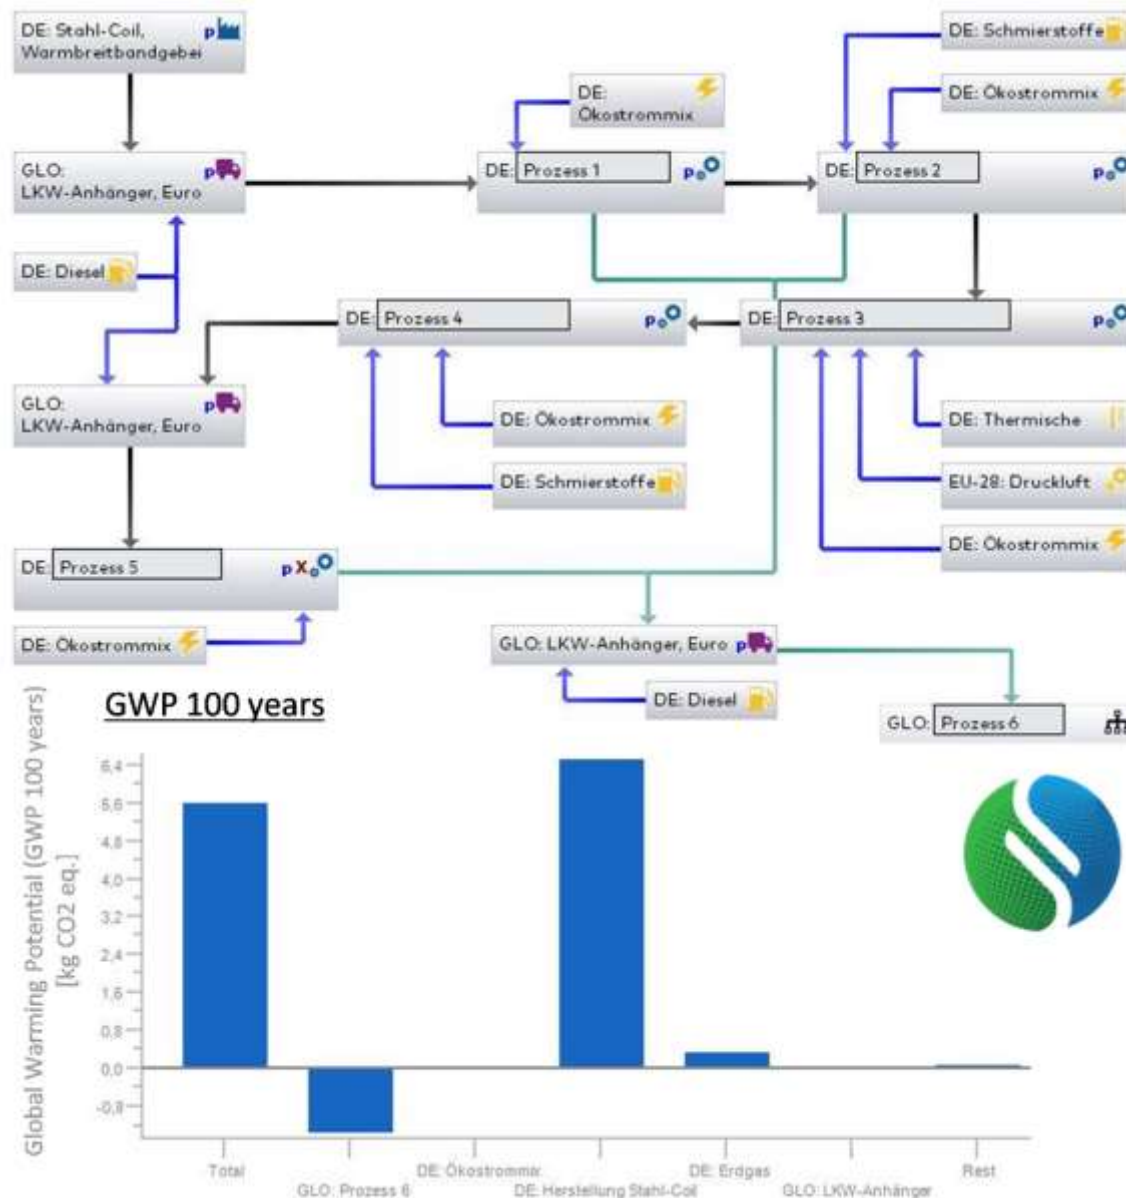 DE: Stahl-Coil,
Warmbreitbandgebei
DE: Schmierstoffe
DE:
Ökostrommix
DE: Ökostrommix
GLO:
LKW-Anhänger, Euro
DE: Prozess 1
DE: Prozess 2
DE: Diesel
DE: Prozess 4
DE: Prozess 3
GLO:
LKW-Anhänger, Euro
DE: Ökostrommix
DE: Thermische
DE: Schmierstoffe
EU-28: Druckluft
DE: Ökostrommix
DE: Prozess 5
DE: Ökostrommix
GLO: LKW-Anhänger, Euro
DE: Diesel
GLO: Prozess 6
GWP 100 years
Global Warming Potential (GWP 100 years)
[kg CO2 eq.]
6,4
5,6
4,8
4,0
3,2
2,4
1,6
0,8
0,0
-0,8
Total
GLO: Prozess 6
DE: Ökostrommix
DE: Herstellung Stahl-Coil
DE: Erdgas
GLO: LKW-Anhänger
Rest